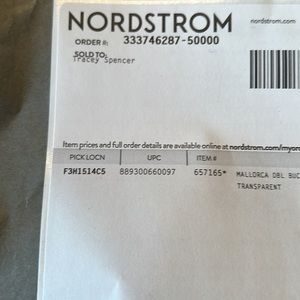 NORDSTROM
nordstrom.com
ORDER #: 333746287-50000
SOLD TO:
Tracey Spencer
Item prices and full order details are available online at nordstrom.com/myor
PICK LOCN UPC ITEM #
F3H1514C5 889300660097 657165* MALLORCA DBL BUC
TRANSPARENT